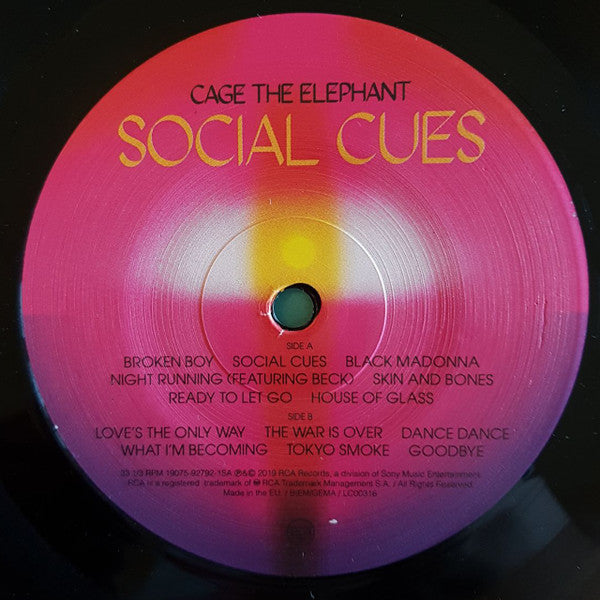 CAGE THE ELEPHANT
SOCIAL CUES
SIDE A
BROKEN BOY SOCIAL CUES BLACK MADONNA
NIGHT RUNNING (FEATURING BECK) SKIN AND BONES
READY TO LET GO HOUSE OF GLASS
SIDE B
LOVE'S THE ONLY WAY THE WAR IS OVER DANCE DANCE
WHAT I'M BECOMING TOKYO SMOKE GOODBYE
33 1/3 RPM 19075-92792-1SA ℗&© 2019 RCA Records, a division of Sony Music Entertainment.
RCA is a registered trademark of ® RCA Trademark Management S.A. / All Rights Reserved.
Made in the EU. / BIEM/GEMA / LC00316